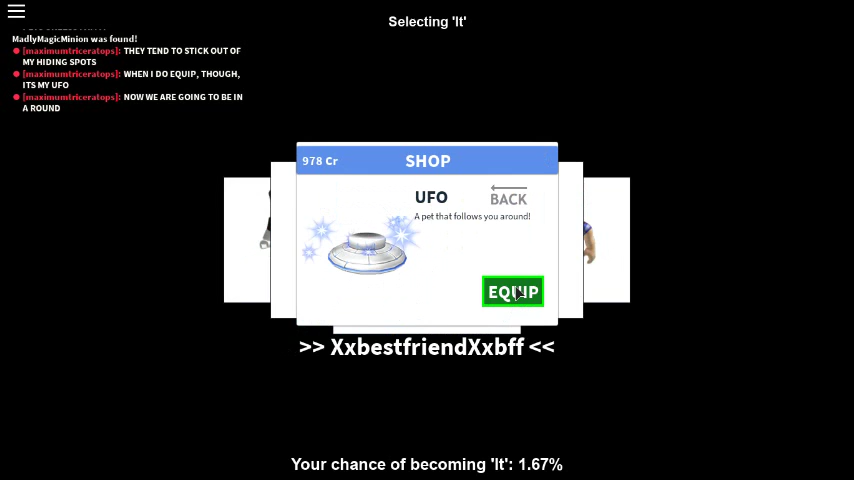 Selecting 'It'
MadlyMagicMinion was found!
[maximumtriceratops]: THEY TEND TO STICK OUT OF
MY HIDING SPOTS
[maximumtriceratops]: WHEN I DO EQUIP, THOUGH,
ITS MY UFO
[maximumtriceratops]: NOW WE ARE GOING TO BE IN
A ROUND
978 Cr
SHOP
UFO
BACK
A pet that follows you around!
EQUIP
>> XxbestfriendXxbff <<
Your chance of becoming 'It': 1.67%